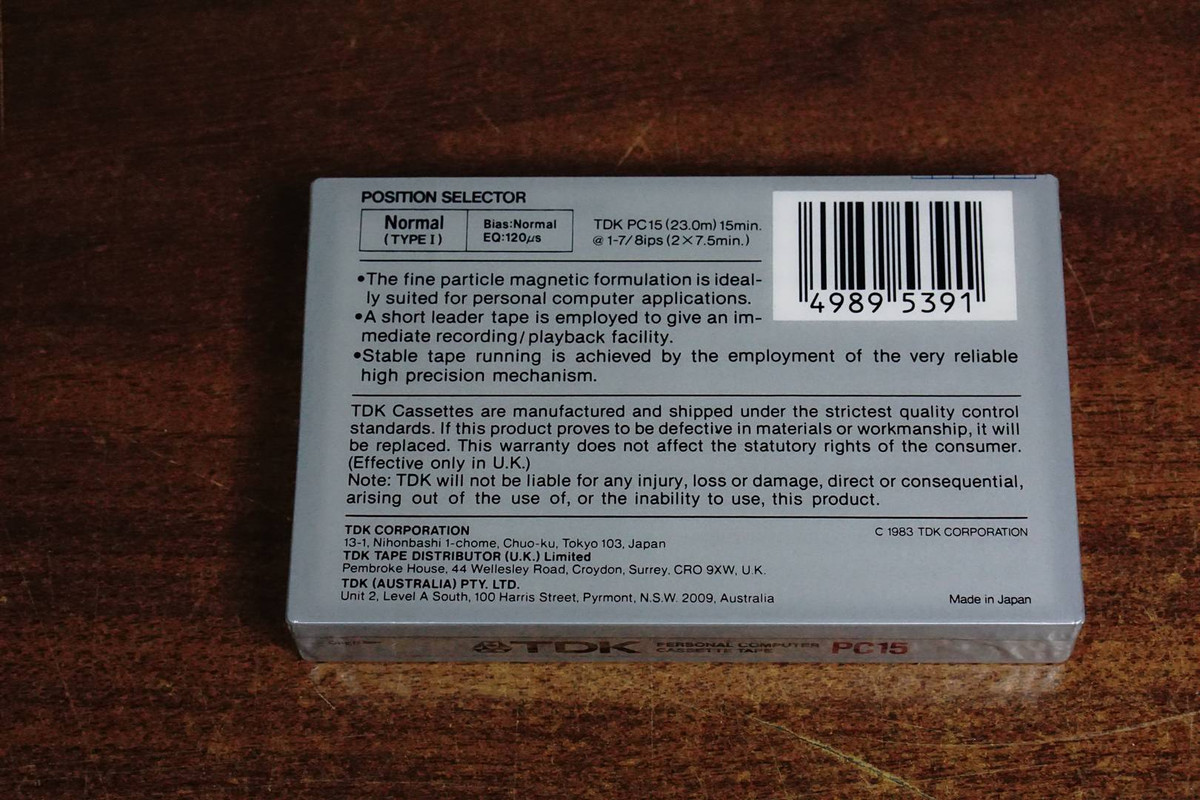 POSITION SELECTOR
Normal
(TYPE I)
Bias:Normal
EQ:120µs
TDK PC15 (23.0m) 15min.
@ 1-7/8ips (2×7.5min.)
4989 5391
•The fine particle magnetic formulation is ideal-
ly suited for personal computer applications.
•A short leader tape is employed to give an im-
mediate recording/playback facility.
•Stable tape running is achieved by the employment of the very reliable
high precision mechanism.
TDK Cassettes are manufactured and shipped under the strictest quality control
standards. If this product proves to be defective in materials or workmanship, it will
be replaced. This warranty does not affect the statutory rights of the consumer.
(Effective only in U.K.)
Note: TDK will not be liable for any injury, loss or damage, direct or consequential,
arising out of the use of, or the inability to use, this product.
TDK CORPORATION
C 1983 TDK CORPORATION
13-1, Nihonbashi 1-chome, Chuo-ku, Tokyo 103, Japan
TDK TAPE DISTRIBUTOR (U.K.) Limited
Pembroke House, 44 Wellesley Road, Croydon, Surrey, CRO 9XW, U.K.
TDK (AUSTRALIA) PTY. LTD.
Unit 2, Level A South, 100 Harris Street, Pyrmont, N.S.W. 2009, Australia
Made in Japan
TDK PERSONAL COMPUTER
CASSETTE TAPE
PC15